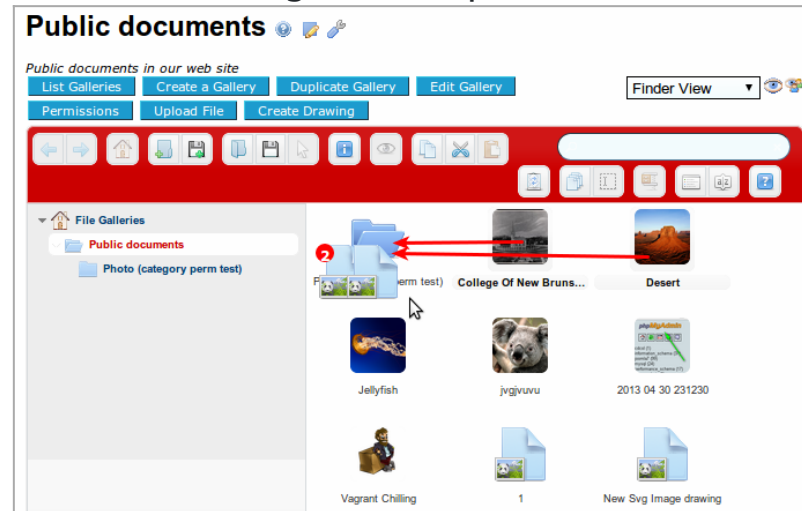 Public documents
Public documents in our web site
List Galleries Create a Gallery Duplicate Gallery Edit Gallery
Finder View
Permissions Upload File Create Drawing
File Galleries
Public documents
Photo (category perm test)
2
P erm test)
College Of New Bruns...
Desert
phpMyAdmin
Jellyfish
jvgjvuvu
2013 04 30 231230
Vagrant Chilling
1
New Svg Image drawing